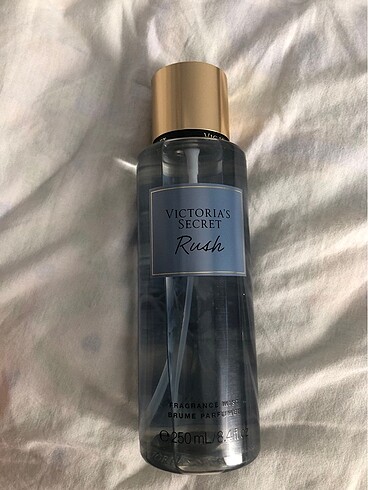 VICTORIA'S
SECRET
Rush
FRAGRANCE MIST
BRUME PARFUMÉE
℮ 250 mL/8.4 fl oz